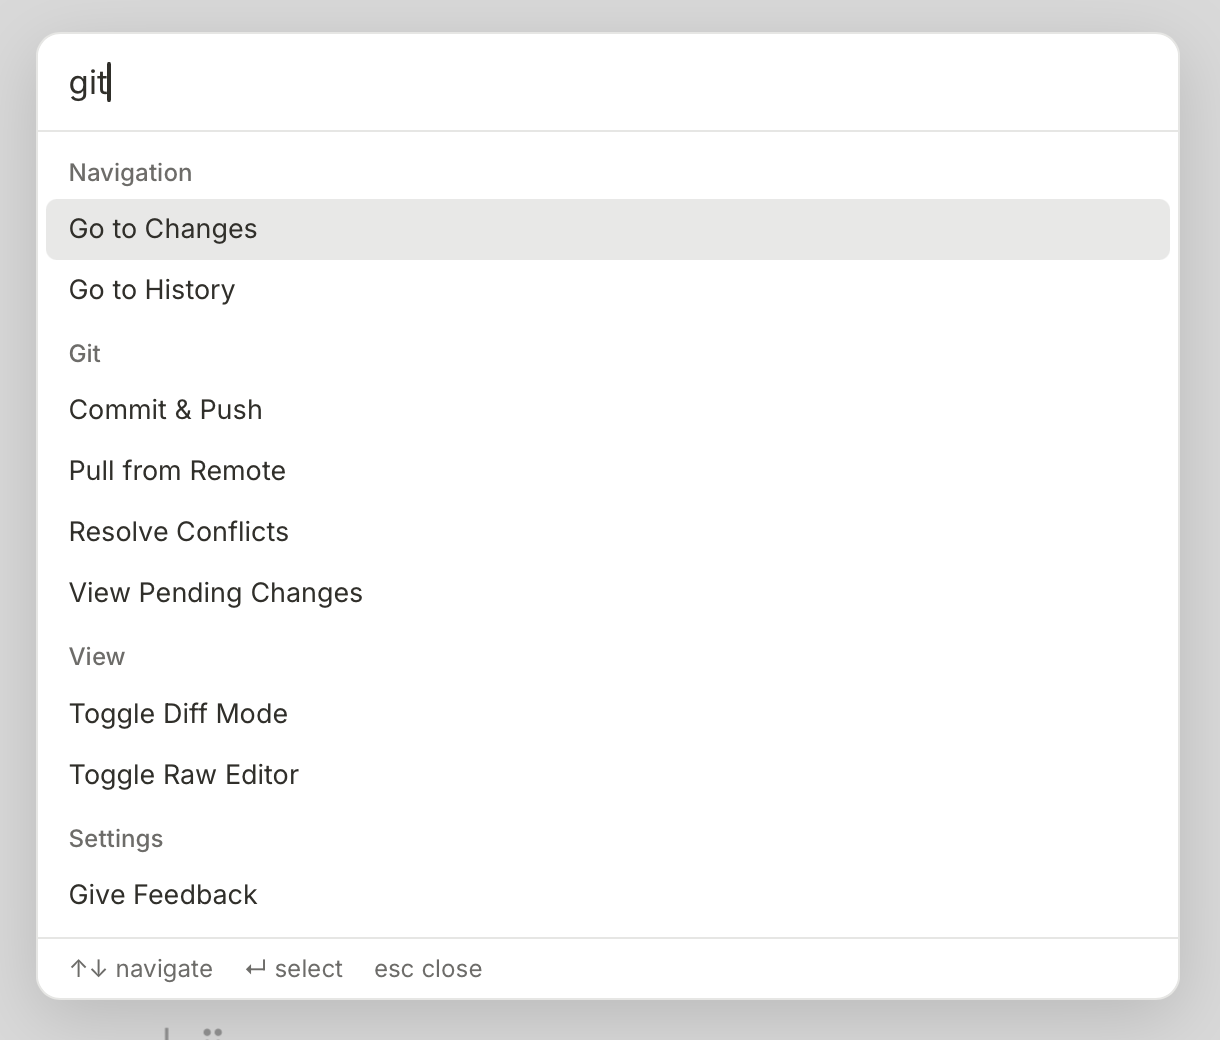 git
Navigation
Go to Changes
Go to History
Git
Commit & Push
Pull from Remote
Resolve Conflicts
View Pending Changes
View
Toggle Diff Mode
Toggle Raw Editor
Settings
Give Feedback
↑↓ navigate ↵ select esc close